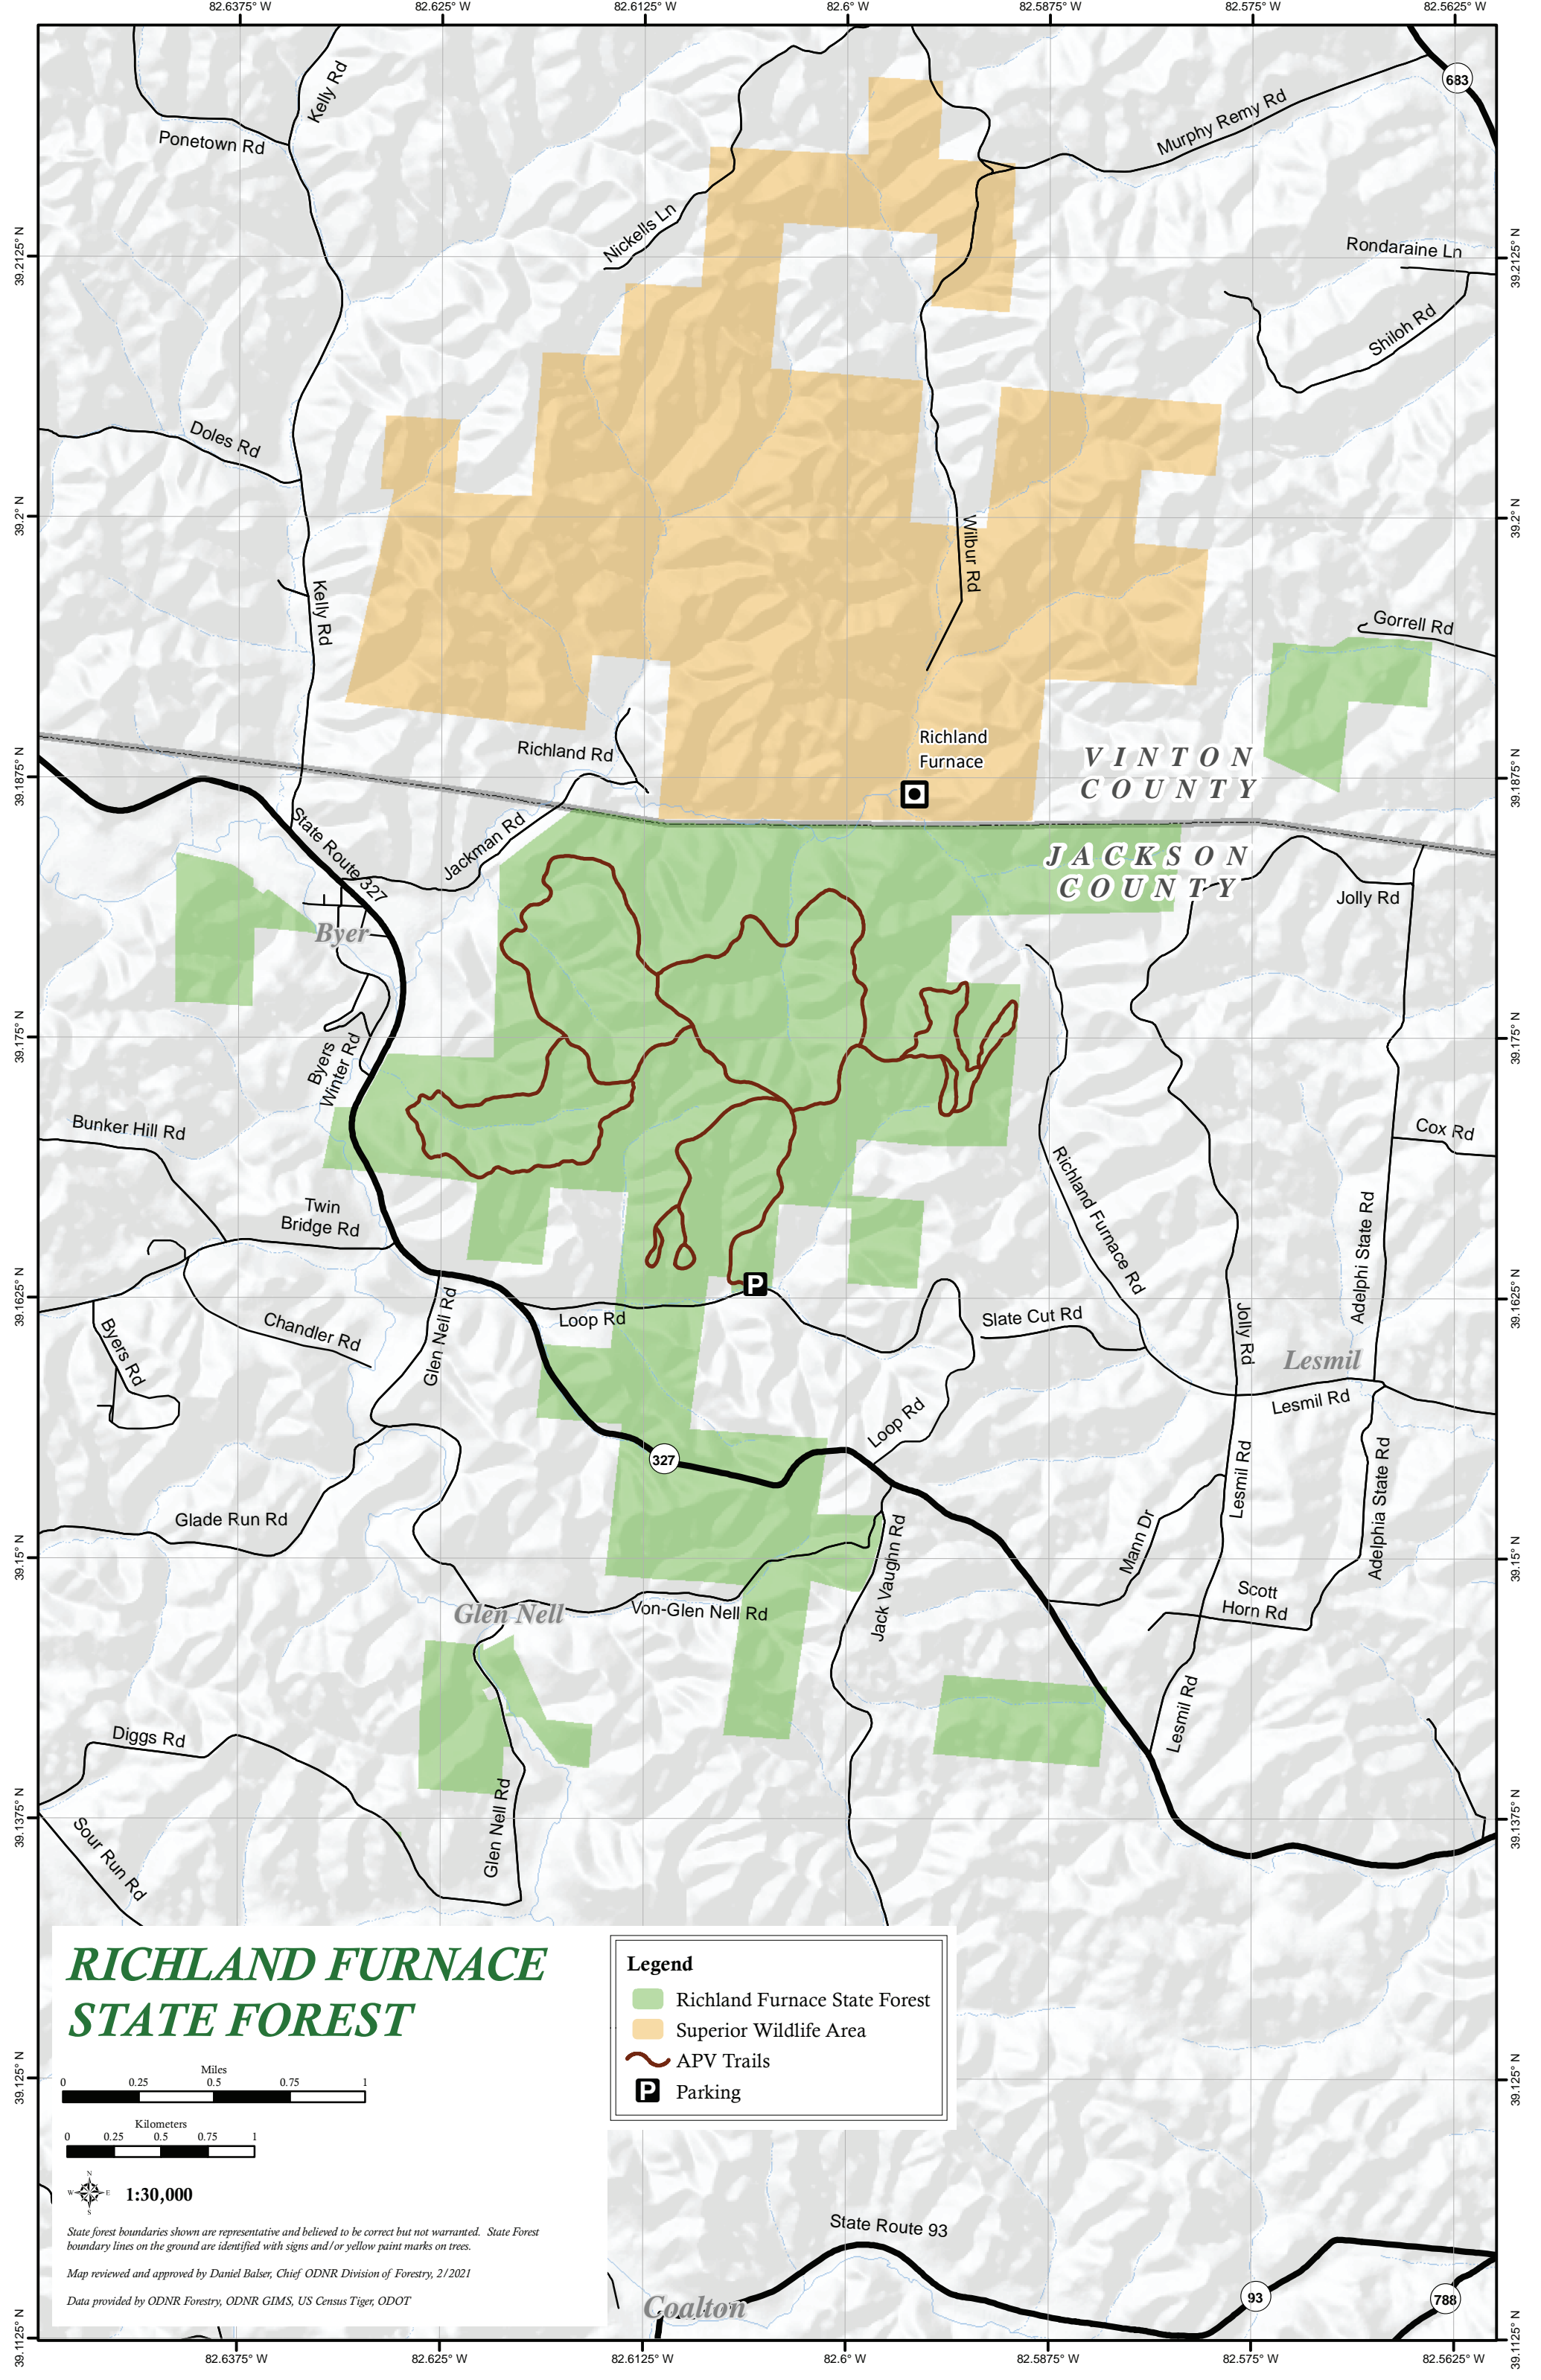 82.6375° W
82.625° W
82.6125° W
82.6° W
82.5875° W
82.575° W
82.5625° W
683
Kelly Rd
Ponetown Rd
Murphy Remy Rd
Nickells Ln
39.2125° N
39.2125° N
Rondaraine Ln
Shiloh Rd
Doles Rd
39.2° N
39.2° N
Wilbur Rd
Kelly Rd
Gorrell Rd
Richland Rd
Richland
Furnace
VINTON
COUNTY
39.1875° N
39.1875° N
State Route 327
Jackman Rd
JACKSON
COUNTY
Jolly Rd
Byer
39.175° N
39.175° N
Byers
Winter Rd
Bunker Hill Rd
Cox Rd
Twin
Bridge Rd
Richland Furnace Rd
Adelphi State Rd
39.1625° N
39.1625° N
P
Loop Rd
Slate Cut Rd
Chandler Rd
Glen Nell Rd
Jolly Rd
Byers Rd
Lesmil
Lesmil Rd
Loop Rd
327
Lesmil Rd
Adelphia State Rd
Glade Run Rd
Mann Dr
Jack Vaughn Rd
39.15° N
39.15° N
Scott
Horn Rd
Glen Nell
Von-Glen Nell Rd
Lesmil Rd
Diggs Rd
Glen Nell Rd
39.1375° N
39.1375° N
Sour Run Rd
RICHLAND FURNACE
STATE FOREST
Legend
Richland Furnace State Forest
Superior Wildlife Area
APV Trails
P Parking
39.125° N
39.125° N
Miles
0 0.25 0.5 0.75 1
Kilometers
0 0.25 0.5 0.75 1
N
W E
S
1:30,000
State forest boundaries shown are representative and believed to be correct but not warranted. State Forest
boundary lines on the ground are identified with signs and/or yellow paint marks on trees.
Map reviewed and approved by Daniel Balser, Chief ODNR Division of Forestry, 2/2021
Data provided by ODNR Forestry, ODNR GIMS, US Census Tiger, ODOT
State Route 93
Coalton
93
788
39.1125° N
39.1125° N
82.6375° W
82.625° W
82.6125° W
82.6° W
82.5875° W
82.575° W
82.5625° W